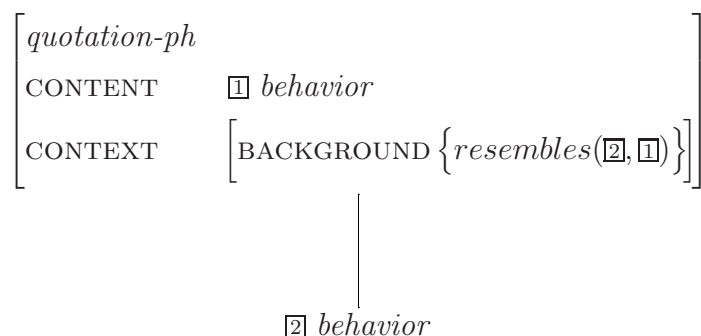 quotation-ph
CONTENT 1 behavior
CONTEXT [BACKGROUND {resembles(2, 1)}]
2 behavior